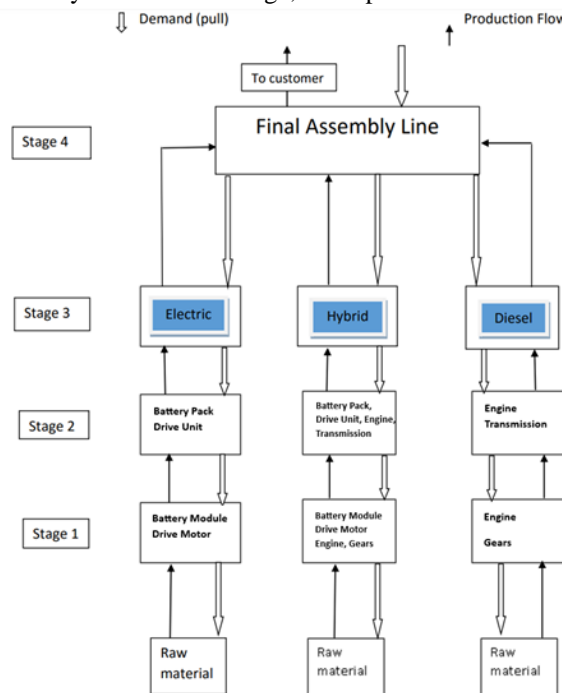 Demand (pull)
Production Flow
To customer
Final Assembly Line
Stage 4
Stage 3
Electric
Hybrid
Diesel
Stage 2
Battery Pack
Drive Unit
Battery Pack,
Drive Unit, Engine,
Transmission
Engine
Transmission
Stage 1
Battery Module
Drive Motor
Battery Module
Drive Motor
Engine, Gears
Engine
Gears
Raw
material
Raw
material
Raw
material